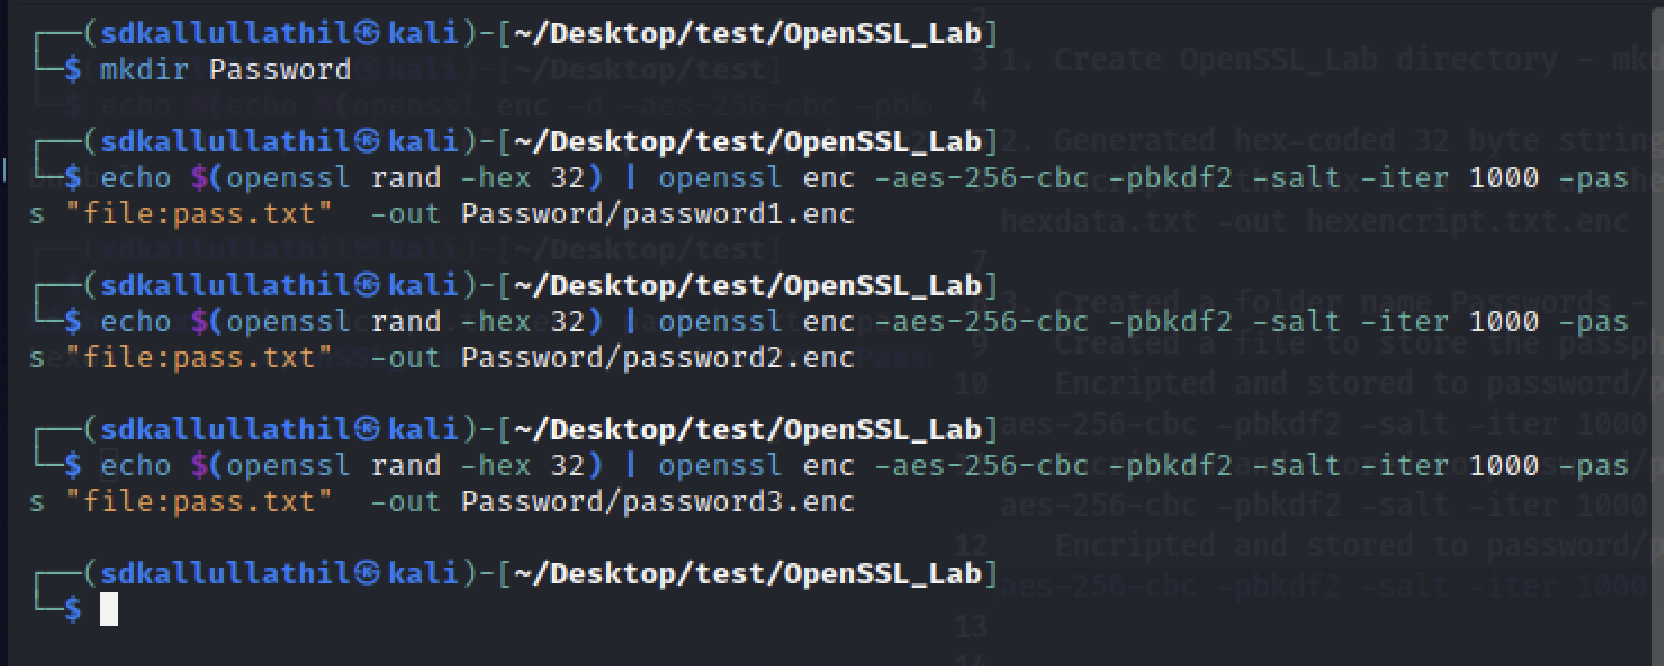 ┌──(sdkallullathil㉿kali)-[~/Desktop/test/OpenSSL_Lab]
└─$ mkdir Password
┌──(sdkallullathil㉿kali)-[~/Desktop/test/OpenSSL_Lab]
└─$ echo $(openssl rand -hex 32) | openssl enc -aes-256-cbc -pbkdf2 -salt -iter 1000 -pas
s "file:pass.txt"  -out Password/password1.enc
┌──(sdkallullathil㉿kali)-[~/Desktop/test/OpenSSL_Lab]
└─$ echo $(openssl rand -hex 32) | openssl enc -aes-256-cbc -pbkdf2 -salt -iter 1000 -pas
s "file:pass.txt"  -out Password/password2.enc
┌──(sdkallullathil㉿kali)-[~/Desktop/test/OpenSSL_Lab]
└─$ echo $(openssl rand -hex 32) | openssl enc -aes-256-cbc -pbkdf2 -salt -iter 1000 -pas
s "file:pass.txt"  -out Password/password3.enc
┌──(sdkallullathil㉿kali)-[~/Desktop/test/OpenSSL_Lab]
└─$